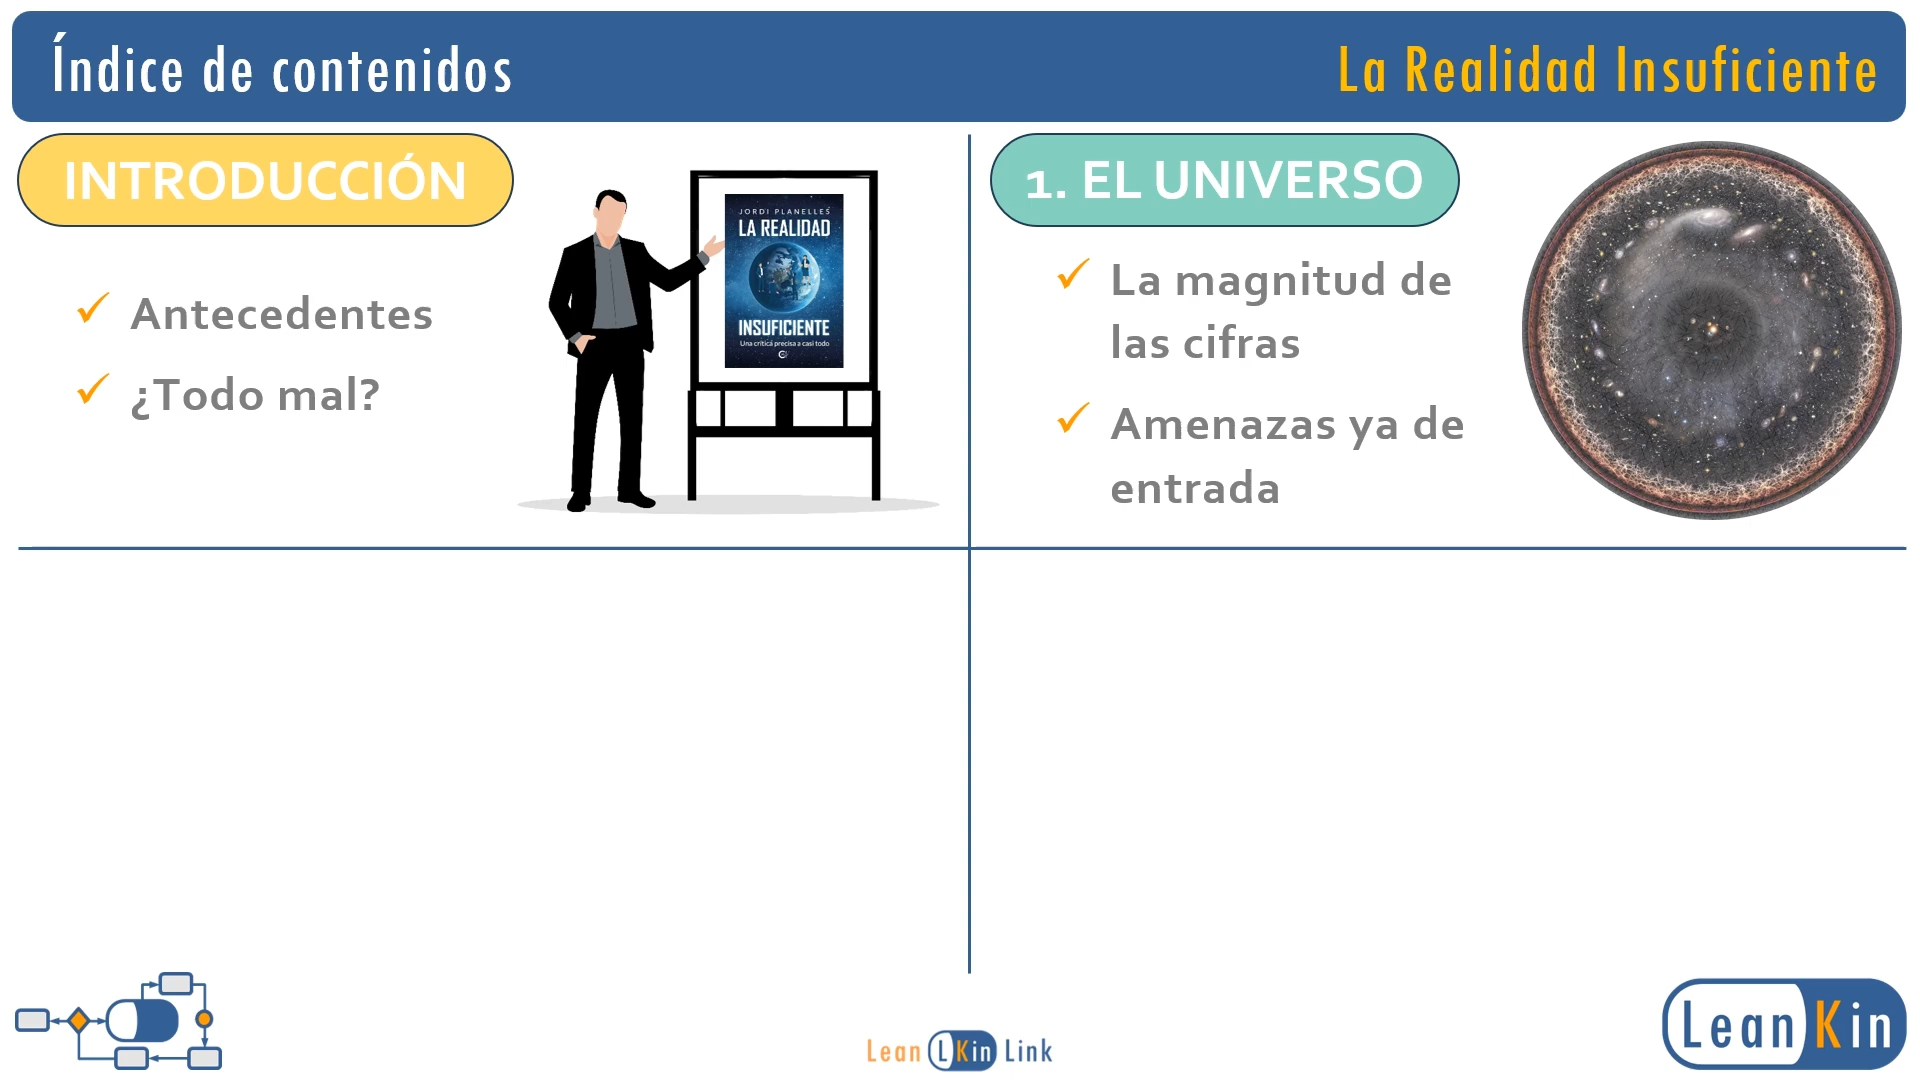 Índice de contenidos
La Realidad Insuficiente
INTRODUCCIÓN
Antecedentes
¿Todo mal?
JORDI PLANELLES
LA REALIDAD
INSUFICIENTE
Una crítica precisa a casi todo
1. EL UNIVERSO
La magnitud de
las cifras
Amenazas ya de
entrada
Lean LKin Link
LeanKin